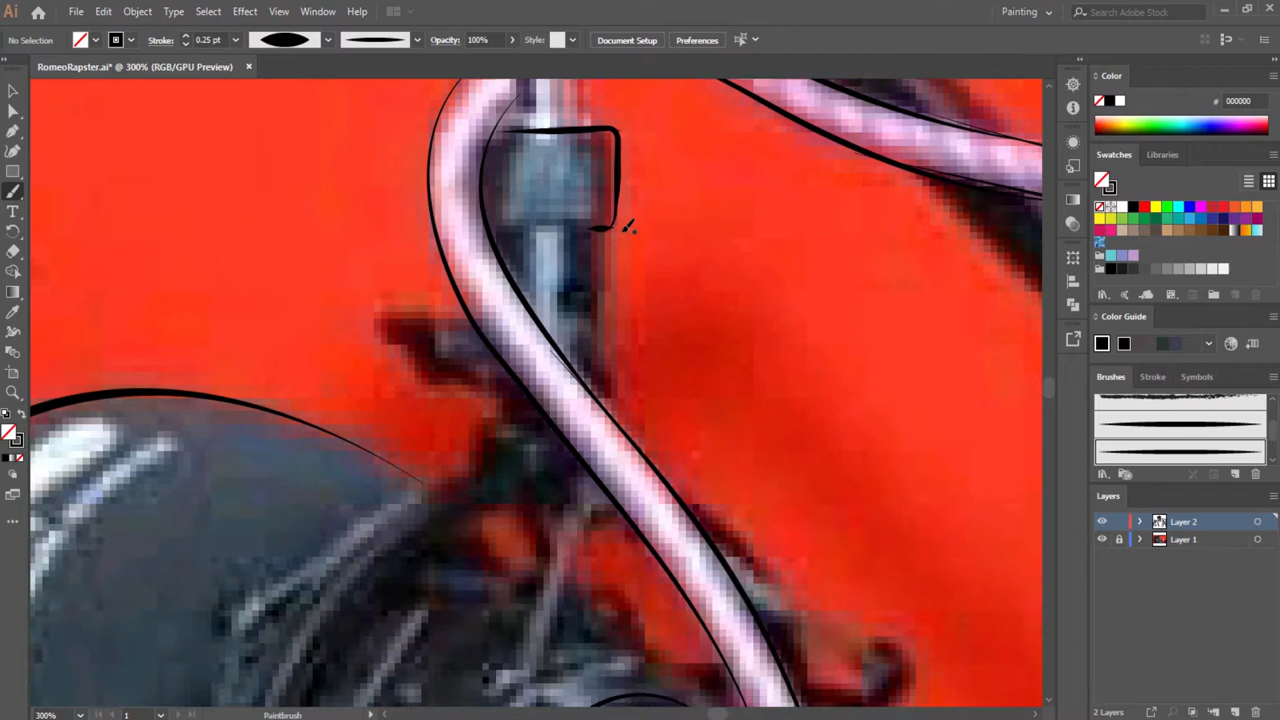 Ai File Edit Object Type Select Effect View Window Help Painting Search Adobe Stock
No Selection Stroke: 0.25 pt Opacity: 100% Style: Document Setup Preferences
RomeoRapster.ai* @ 300% (RGB/GPU Preview) ×
Color
# 000000
Swatches Libraries
Color Guide
Brushes Stroke Symbols
Layers
Layer 2
Layer 1
300% 1 Paintbrush 2 Layers